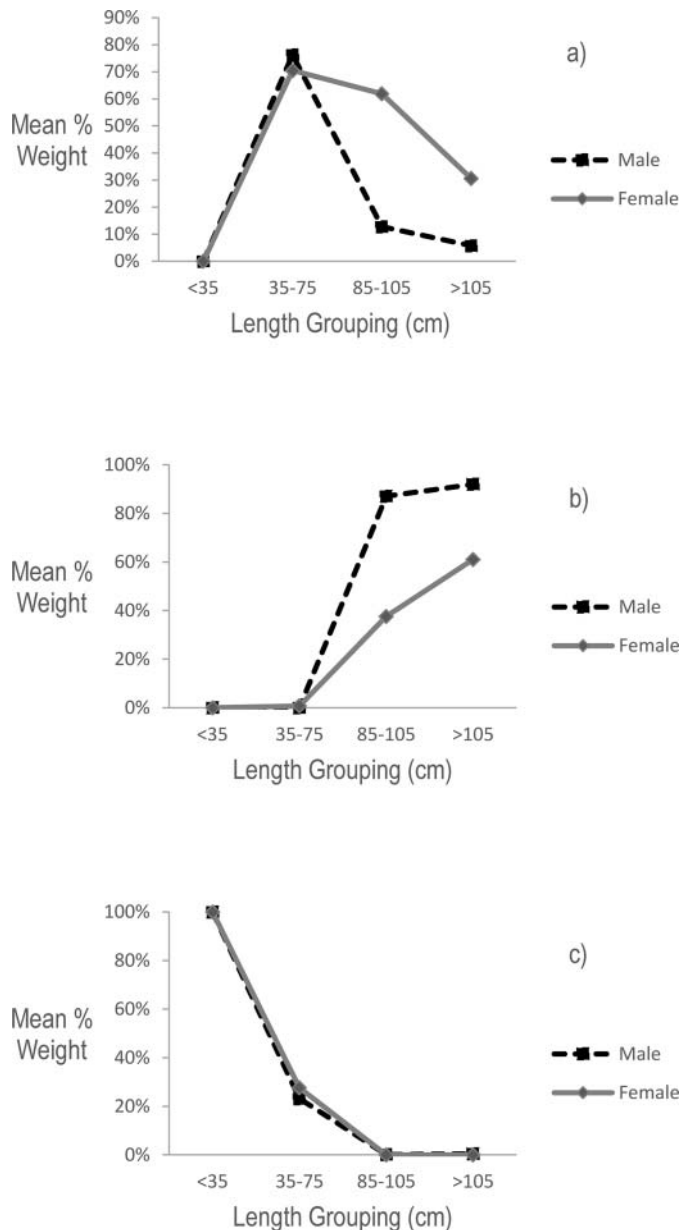 90%
80%
70%
60%
50%
40%
30%
20%
10%
0%
Mean %
Weight
a)
Male
Female
<35 35-75 85-105 >105
Length Grouping (cm)
100%
80%
60%
40%
20%
0%
Mean %
Weight
b)
Male
Female
<35 35-75 85-105 >105
Length Grouping (cm)
100%
80%
60%
40%
20%
0%
Mean %
Weight
c)
Male
Female
<35 35-75 85-105 >105
Length Grouping (cm)